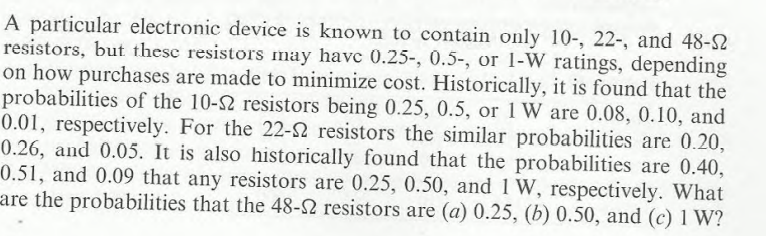 A particular electronic device is known to contain only 10-, 22-, and 48-Ω
resistors, but these resistors may have 0.25-, 0.5-, or 1-W ratings, depending
on how purchases are made to minimize cost. Historically, it is found that the
probabilities of the 10-Ω resistors being 0.25, 0.5, or 1 W are 0.08, 0.10, and
0.01, respectively. For the 22-Ω resistors the similar probabilities are 0.20,
0.26, and 0.05. It is also historically found that the probabilities are 0.40,
0.51, and 0.09 that any resistors are 0.25, 0.50, and 1 W, respectively. What
are the probabilities that the 48-Ω resistors are (a) 0.25, (b) 0.50, and (c) 1 W?